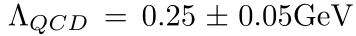 Λ_{QCD} = 0.25 ± 0.05GeV